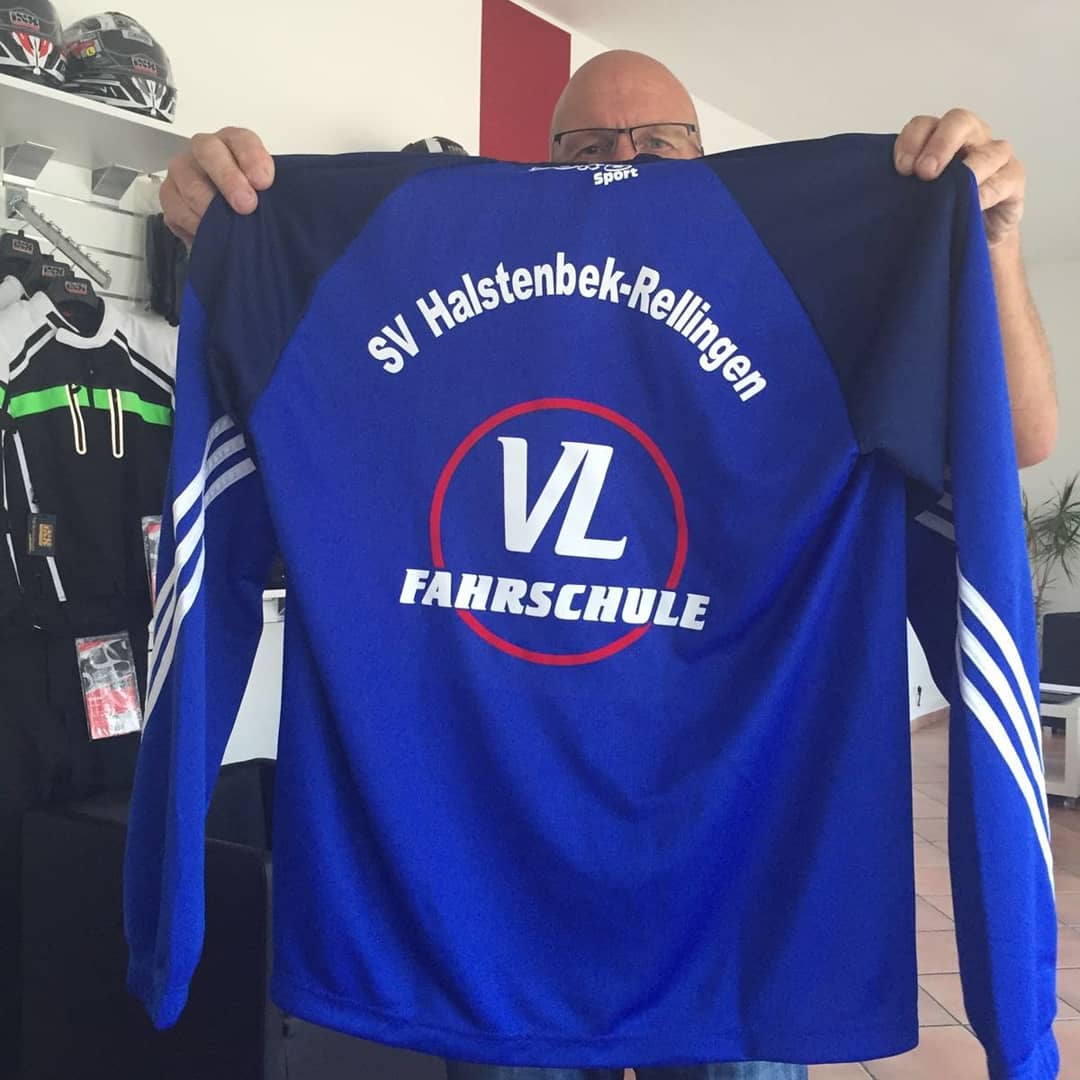 Sport
SV Halstenbek-Rellingen
VL
FAHRSCHULE